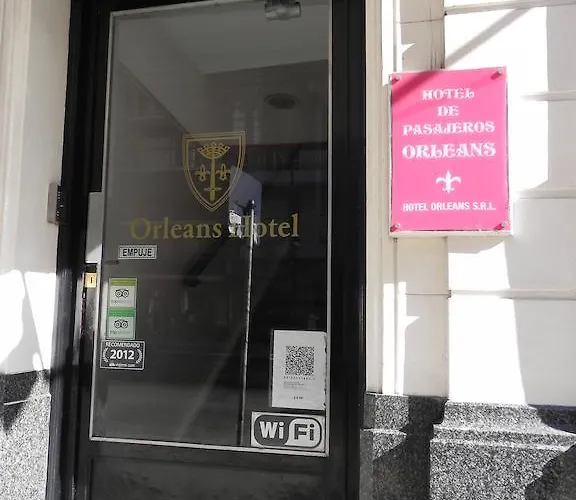 Orleans Hotel
EMPUJE
RECOMENDADO
2012
WiFi
HOTEL
DE
PASAJEROS
ORLEANS
HOTEL ORLEANS S.R.L.